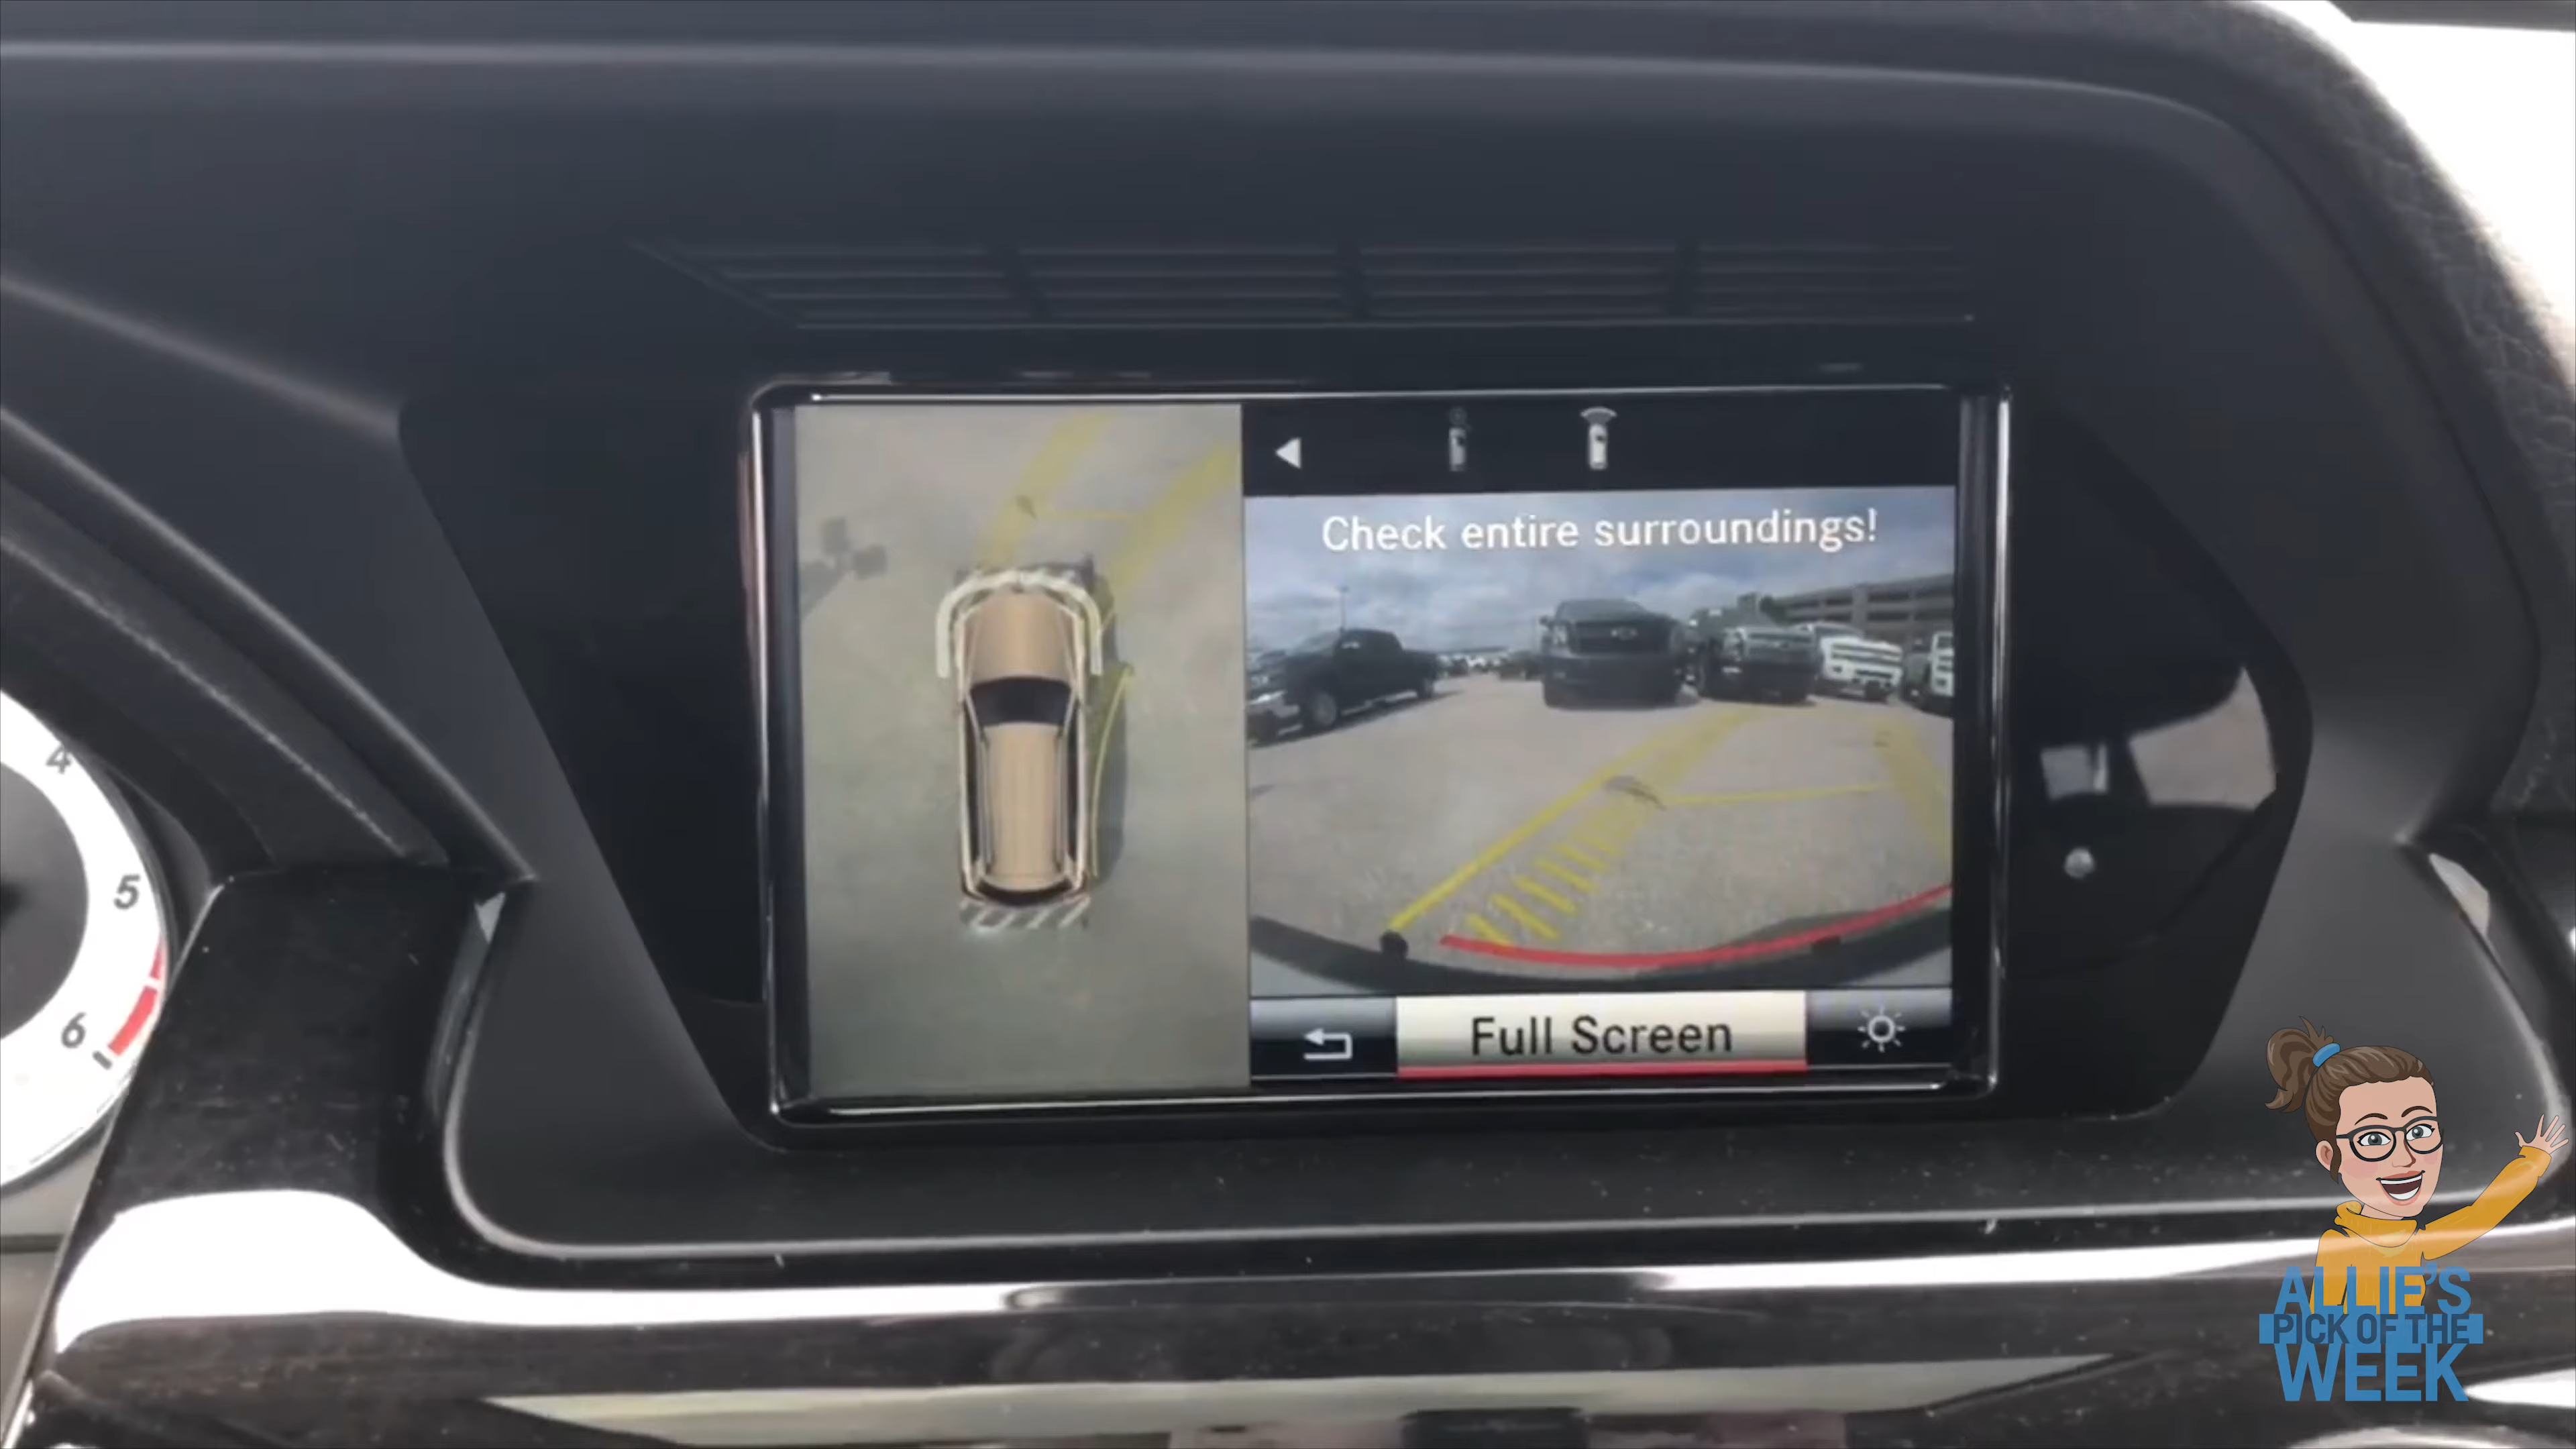 Check entire surroundings!
Full Screen
4
5
6
ALLIE'S
PICK OF THE
WEEK